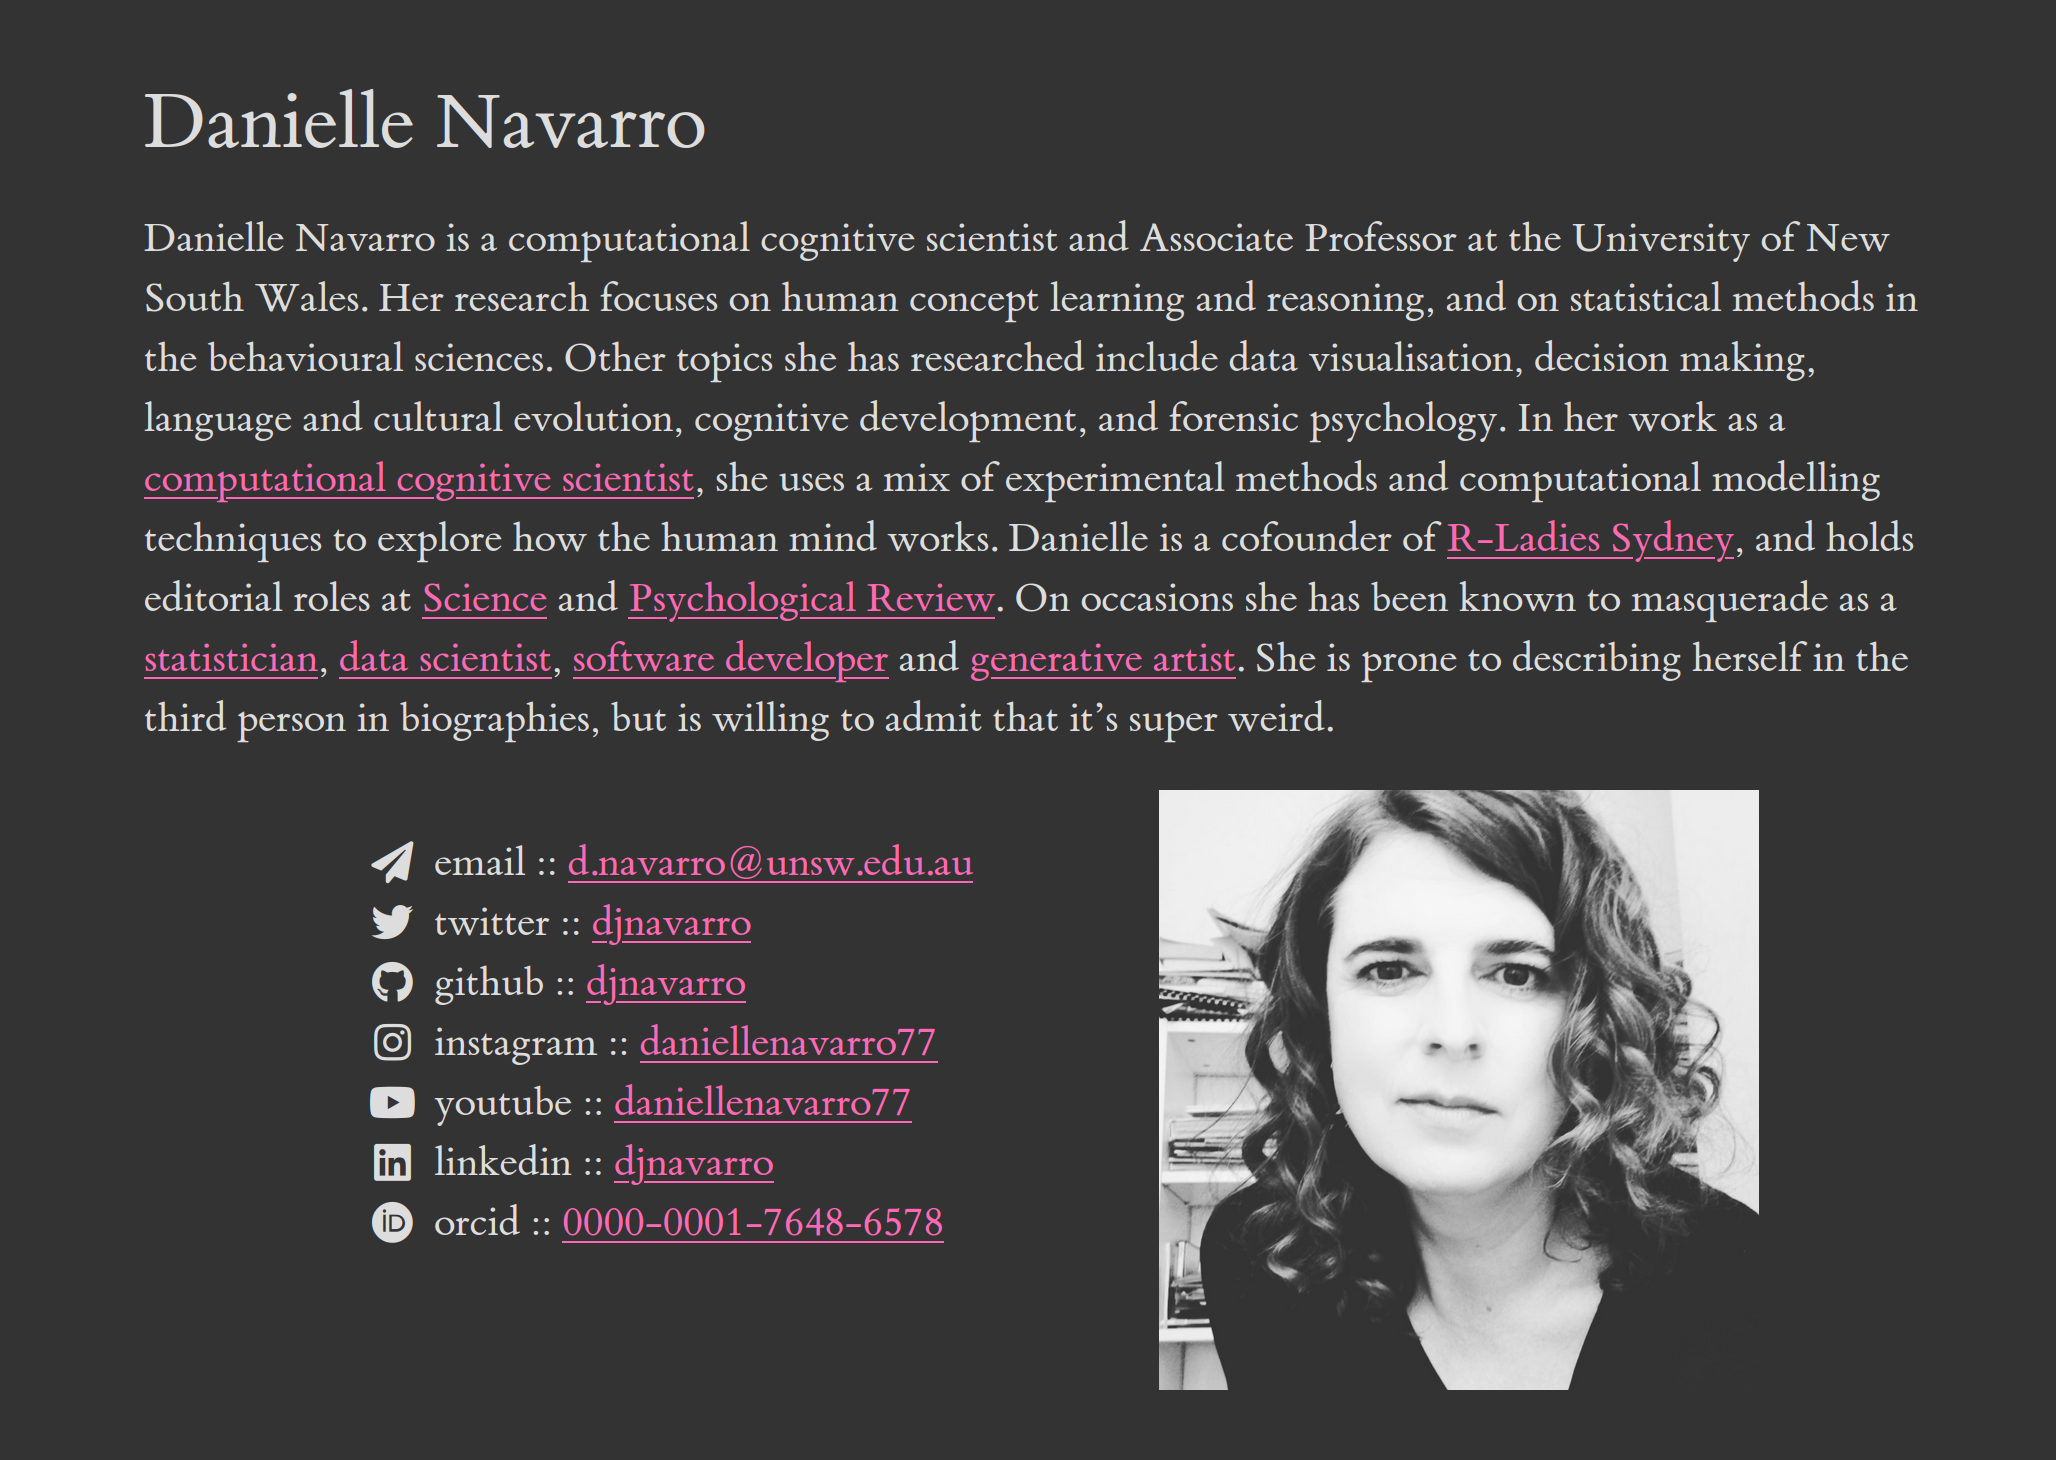 Danielle Navarro
Danielle Navarro is a computational cognitive scientist and Associate Professor at the University of New
South Wales. Her research focuses on human concept learning and reasoning, and on statistical methods in
the behavioural sciences. Other topics she has researched include data visualisation, decision making,
language and cultural evolution, cognitive development, and forensic psychology. In her work as a
computational cognitive scientist, she uses a mix of experimental methods and computational modelling
techniques to explore how the human mind works. Danielle is a cofounder of R-Ladies Sydney, and holds
editorial roles at Science and Psychological Review. On occasions she has been known to masquerade as a
statistician, data scientist, software developer and generative artist. She is prone to describing herself in the
third person in biographies, but is willing to admit that it’s super weird.
email :: d.navarro@unsw.edu.au
twitter :: djnavarro
github :: djnavarro
instagram :: daniellenavarro77
youtube :: daniellenavarro77
in linkedin :: djnavarro
iD orcid :: 0000-0001-7648-6578